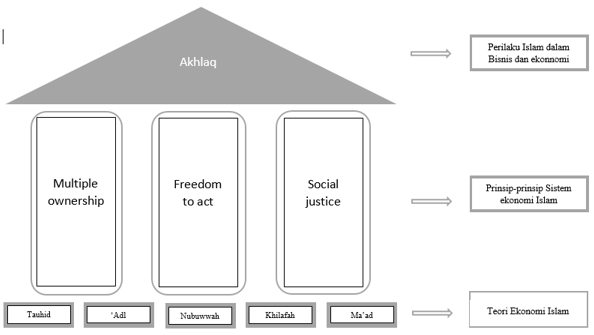 Akhlaq
Perilaku Islam dalam
Bisnis dan ekonnomi
Multiple
ownership
Freedom
to act
Social
justice
Prinsip-prinsip Sistem
ekonomi Islam
Tauhid
'Adl
Nubuwwah
Khilafah
Ma`ad
Teori Ekonomi Islam